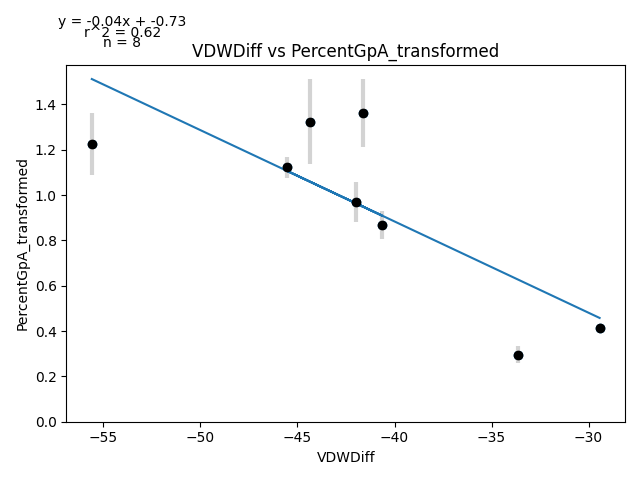 y = -0.04x + -0.73
r^2 = 0.62
n = 8
VDWDiff vs PercentGpA_transformed
PercentGpA_transformed
1.4
1.2
1.0
0.8
0.6
0.4
0.2
0.0
−55 −50 −45 −40 −35 −30
VDWDiff